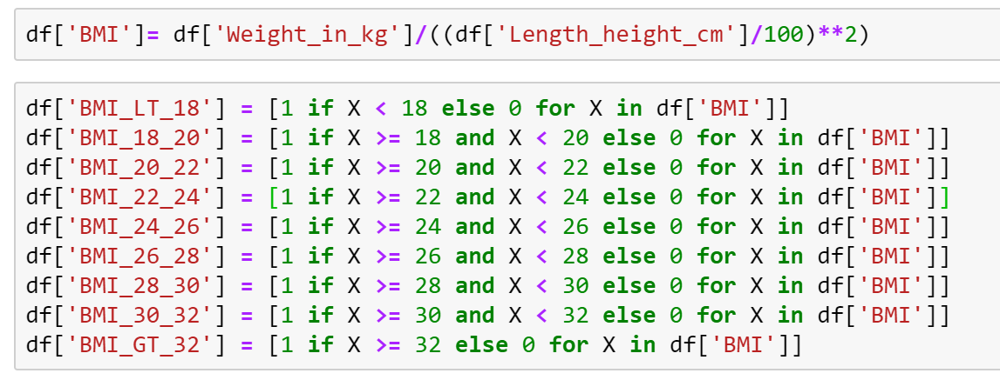 df['BMI']= df['Weight_in_kg']/((df['Length_height_cm']/100)**2)
df['BMI_LT_18'] = [1 if X < 18 else 0 for X in df['BMI']]
df['BMI_18_20'] = [1 if X >= 18 and X < 20 else 0 for X in df['BMI']]
df['BMI_20_22'] = [1 if X >= 20 and X < 22 else 0 for X in df['BMI']]
df['BMI_22_24'] = [1 if X >= 22 and X < 24 else 0 for X in df['BMI']]
df['BMI_24_26'] = [1 if X >= 24 and X < 26 else 0 for X in df['BMI']]
df['BMI_26_28'] = [1 if X >= 26 and X < 28 else 0 for X in df['BMI']]
df['BMI_28_30'] = [1 if X >= 28 and X < 30 else 0 for X in df['BMI']]
df['BMI_30_32'] = [1 if X >= 30 and X < 32 else 0 for X in df['BMI']]
df['BMI_GT_32'] = [1 if X >= 32 else 0 for X in df['BMI']]